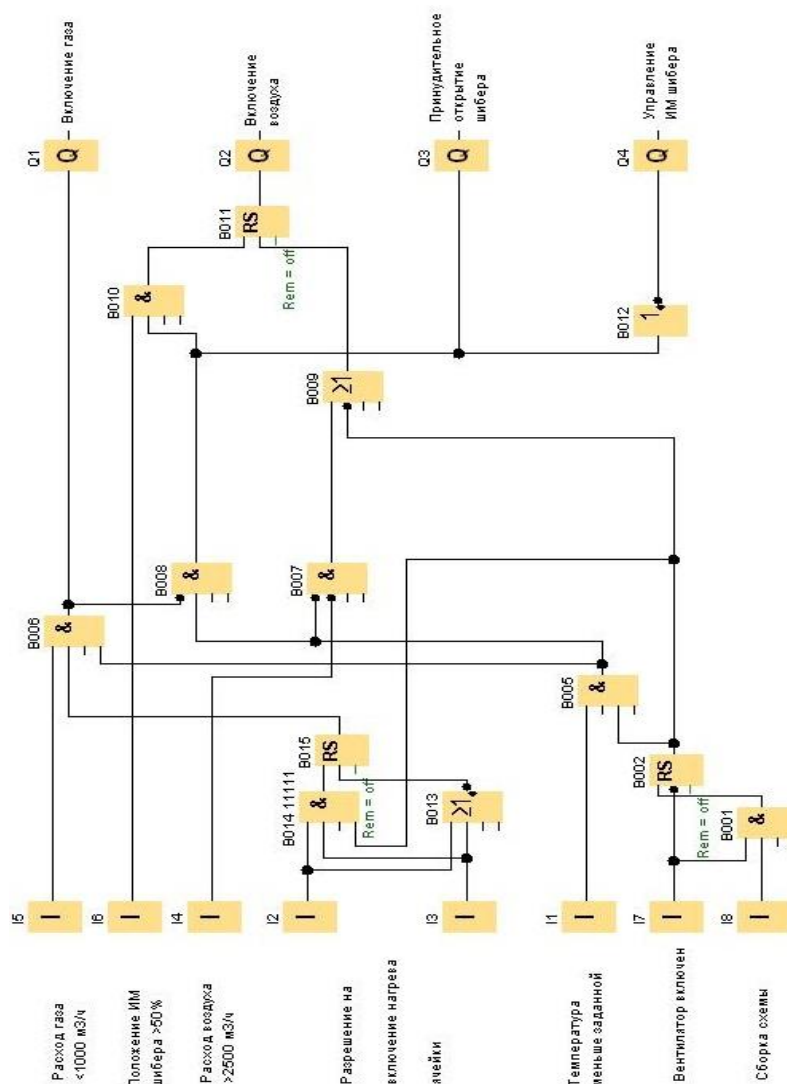 Расход газа
<1000 м3/ч
I5
I
B006
&
Q1
Q
Включение газа
Положение ИМ
шибера >50%
I6
I
B010
&
B011
RS
Rem = off
Q2
Q
Включение
воздуха
Расход воздуха
>2500 м3/ч
I4
I
B008
&
B007
&
B009
≥1
Разрешение на
включение нагрева
ячейки
I2
I
B014 11111
&
Rem = off
B015
RS
Q3
Q
Принудительное
открытие
шибера
I3
I
B013
≥1
Температура
меньше заданной
I1
I
B005
&
B012
1
Q4
Q
Управление
ИМ шибера
Вентилятор включен
I7
I
B002
RS
Rem = off
Сборка схемы
I8
I
B001
&